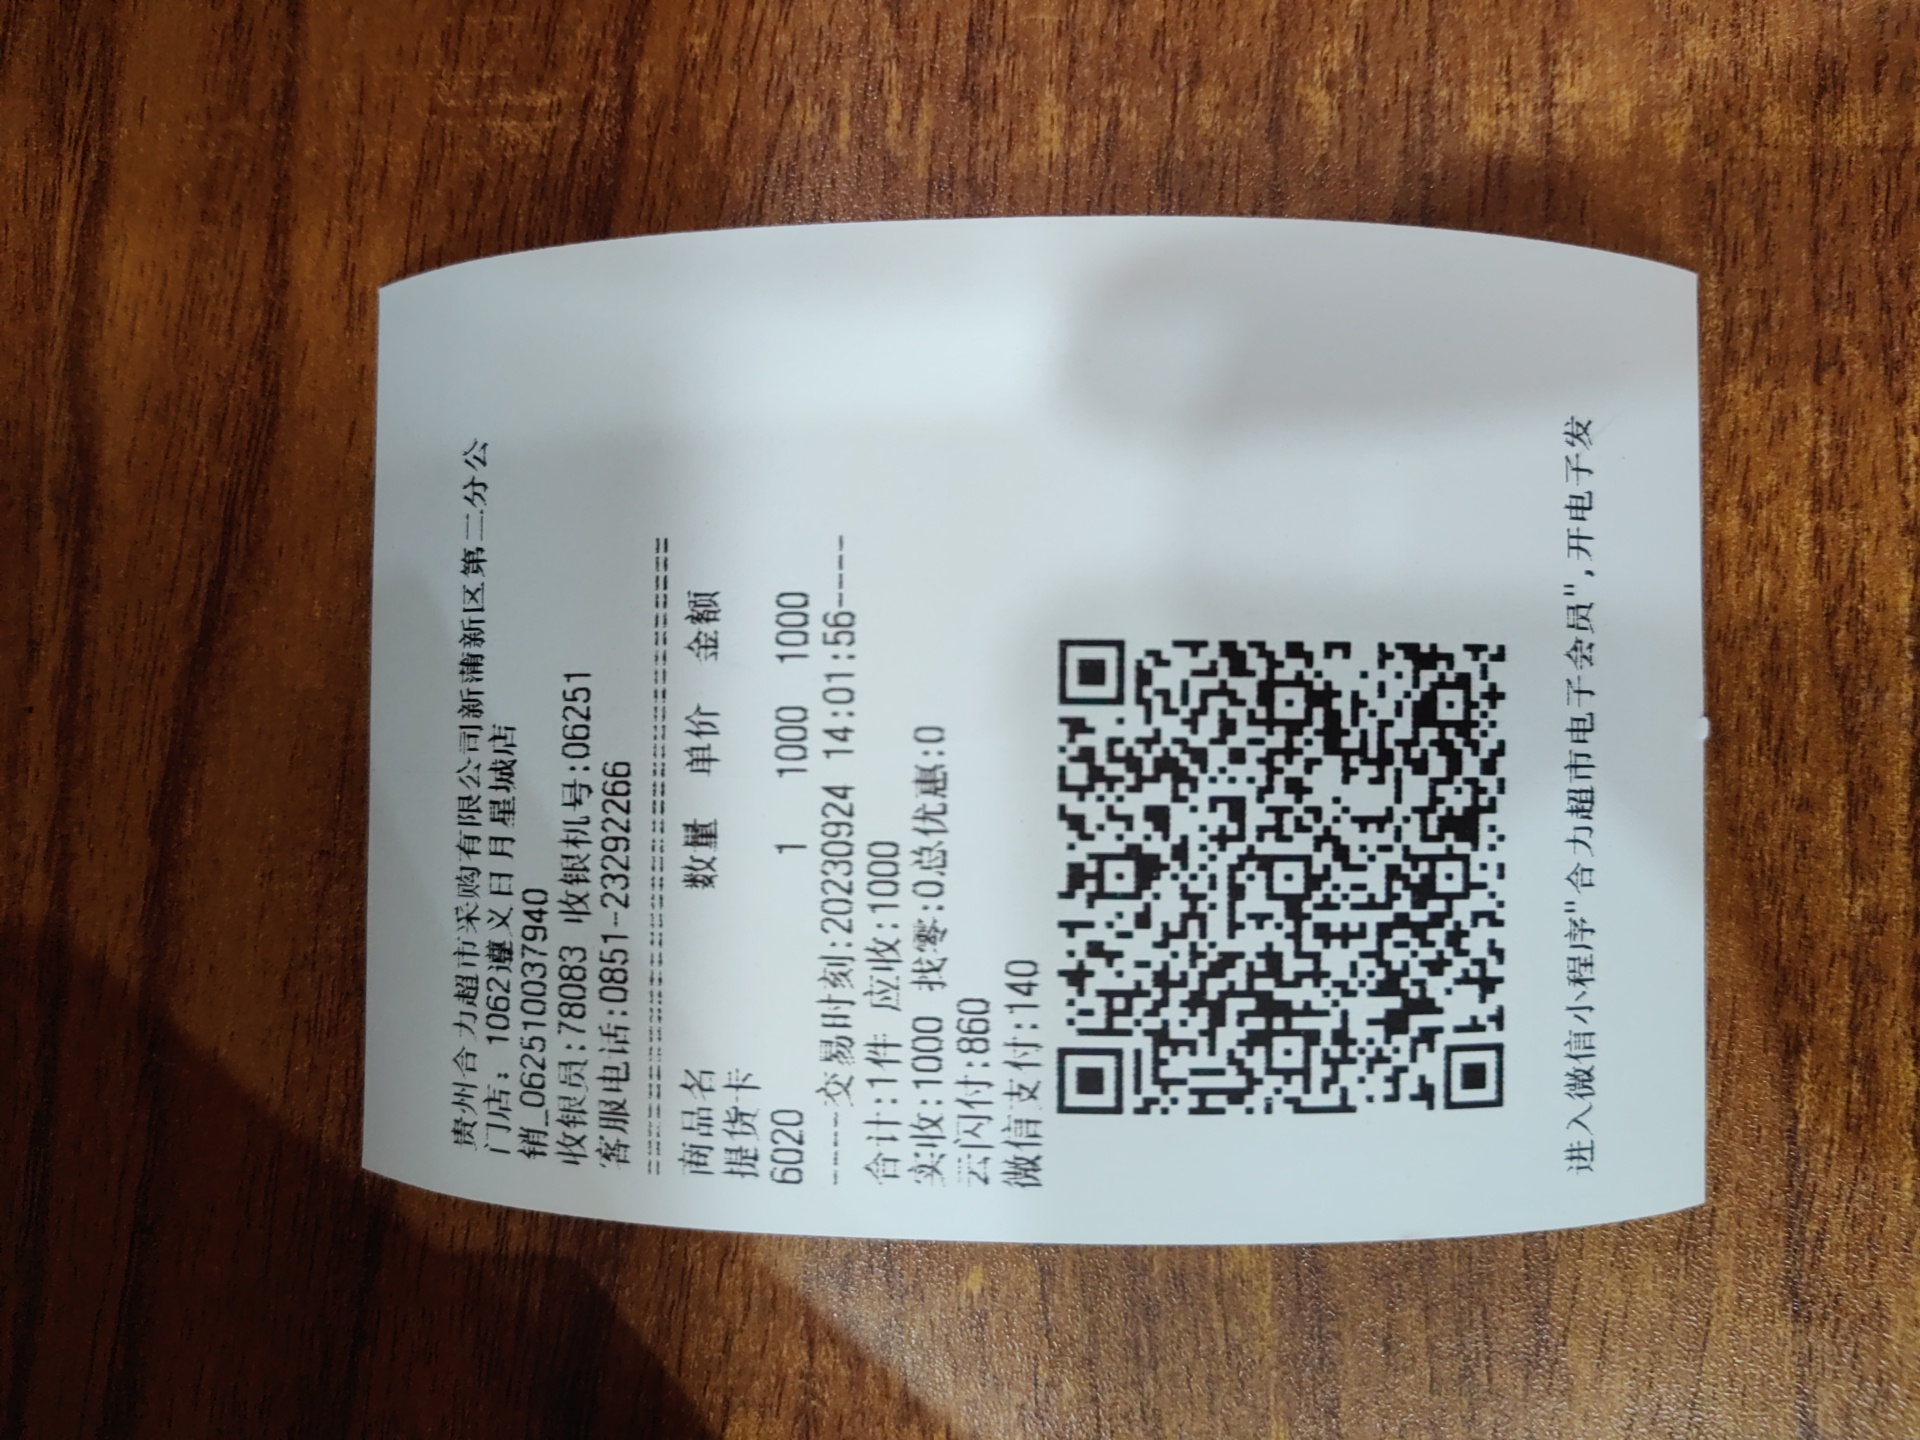 贵州合力超市采购有限公司新蒲新区第二分公
门店: 1062遵义日月星城店
销_062510037940
收银员:78083 收银机号:06251
客服电话:0851-23292266
商品名 数量 单价 金额
提货卡
6020 1 1000 1000
-----交易时刻:20230924 14:01:56-----
合计:1件 应收:1000
实收:1000 找零:0总优惠:0
云闪付:860
微信支付:140
进入微信小程序"合力超市电子会员",开电子发